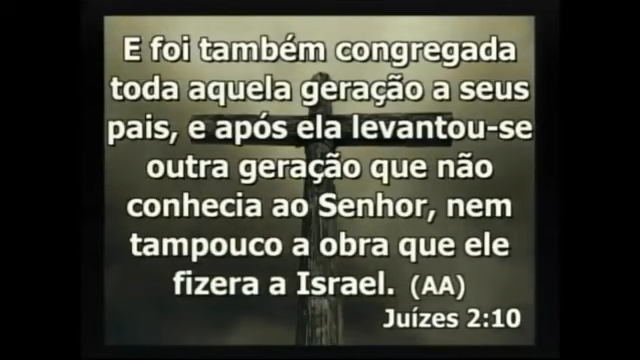 E foi também congregada
toda aquela geração a seus
pais, e após ela levantou-se
outra geração que não
conhecia ao Senhor, nem
tampouco a obra que ele
fizera a Israel. (AA)
Juízes 2:10